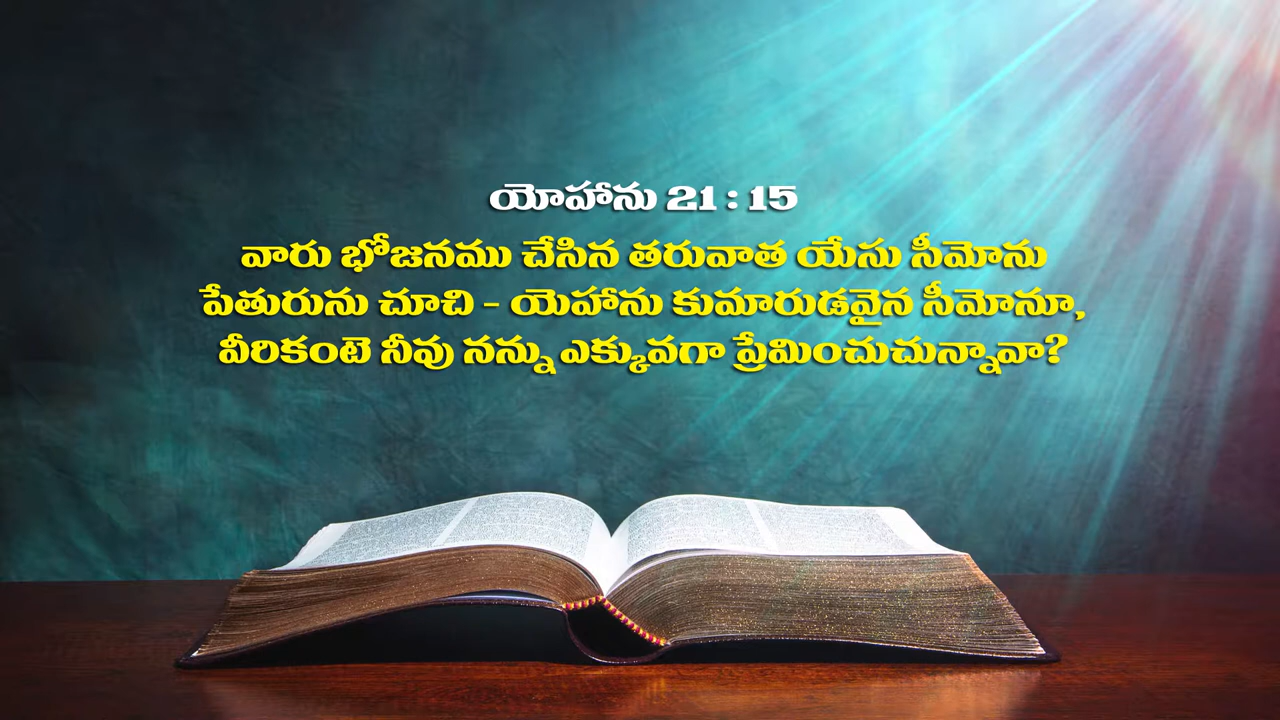 యోహాను 21 : 15
వారు భోజనము చేసిన తరువాత యేసు సీమోను
పేతురును చూచి - యెహాను కుమారుడవైన సీమోనూ,
వీరికంటె నీవు నన్ను ఎక్కువగా ప్రేమించుచున్నావా?